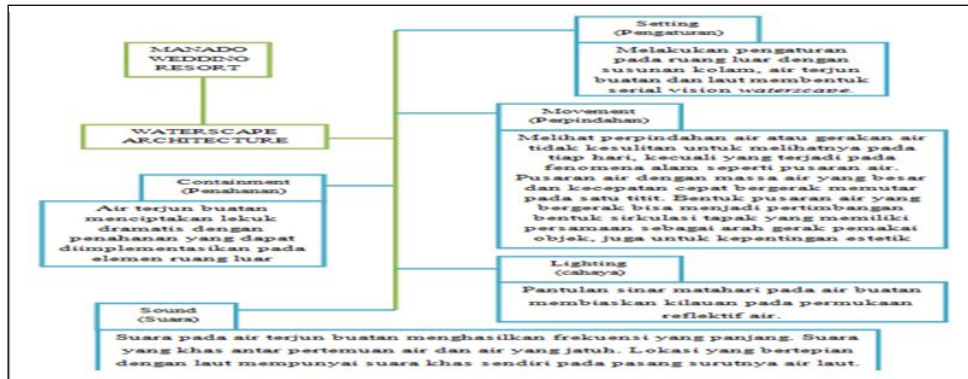 MANADO
WEDDING
RESORT
WATERSCAPE
ARCHITECTURE
Setting
(Pengaturan)
Melakukan pengaturan
pada ruang luar dengan
susunan kolam, air terjun
buatan dan laut membentuk
serial vision waterscape.
Movement
(Perpindahan)
Melihat perpindahan air atau gerakan air
tidak kesulitan untuk melihatnya pada
tiap hari, kecuali yang terjadi pada
fenomena alam seperti pusaran air.
Pusaran air dengan massa air yang besar
dan kecepatan cepat bergerak memutar
pada satu titit. Bentuk pusaran air yang
bergerak bisa menjadi pertimbangan
bentuk sirkulasi tapak yang memiliki
persamaan sebagai arah gerak pemakai
objek, juga untuk kepentingan estetik
Containment
(Penahanan)
Air terjun buatan
menciptakan lekuk
dramatis dengan
penahanan yang dapat
diimplementasikan pada
elemen ruang luar
Lighting
(cahaya)
Pantulan sinar matahari pada air buatan
membiaskan kilauan pada permukaan
reflektif air.
Sound
(Suara)
Suara pada air terjun buatan menghasilkan frekuensi yang panjang. Suara
yang khas antar pertemuan air dan air yang jatuh. Lokasi yang bertepian
dengan laut mempunyai suara khas sendiri pada pasang surutnya air laut.